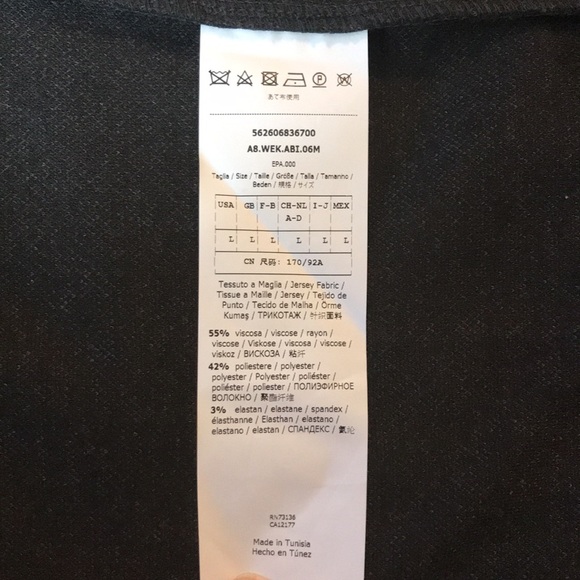 あて布使用
562606836700
A8.WEK.ABI.06M
EPA.000
Taglia / Size / Taille / Größe / Talla / Tamanho /
Beden / 規格 / サイズ
USA GB F-B CH-NL I-J MEX
A-D
L L L L L L
CN 尺码: 170/92A
Tessuto a Maglia / Jersey Fabric /
Tissue a Maille / Jersey / Tejido de
Punto / Tecido de Malha / Örme
Kumaş / ТРИКОТАЖ / 针织面料
55% viscosa / viscose / rayon /
viscose / Viskose / viscosa / viscose /
viskoz / ВИСКОЗА / 粘纤
42% poliestere / polyester /
polyester / Polyester / poliéster /
poliéster / poliester / ПОЛИЭФИРНОЕ
ВОЛОКНО / 聚酯纤维
3% elastan / elastane / spandex /
élasthanne / Elasthan / elastano /
elastano / elastan / СПАНДЕКС / 氨纶
RN73136
CA12177
Made in Tunisia
Hecho en Túnez